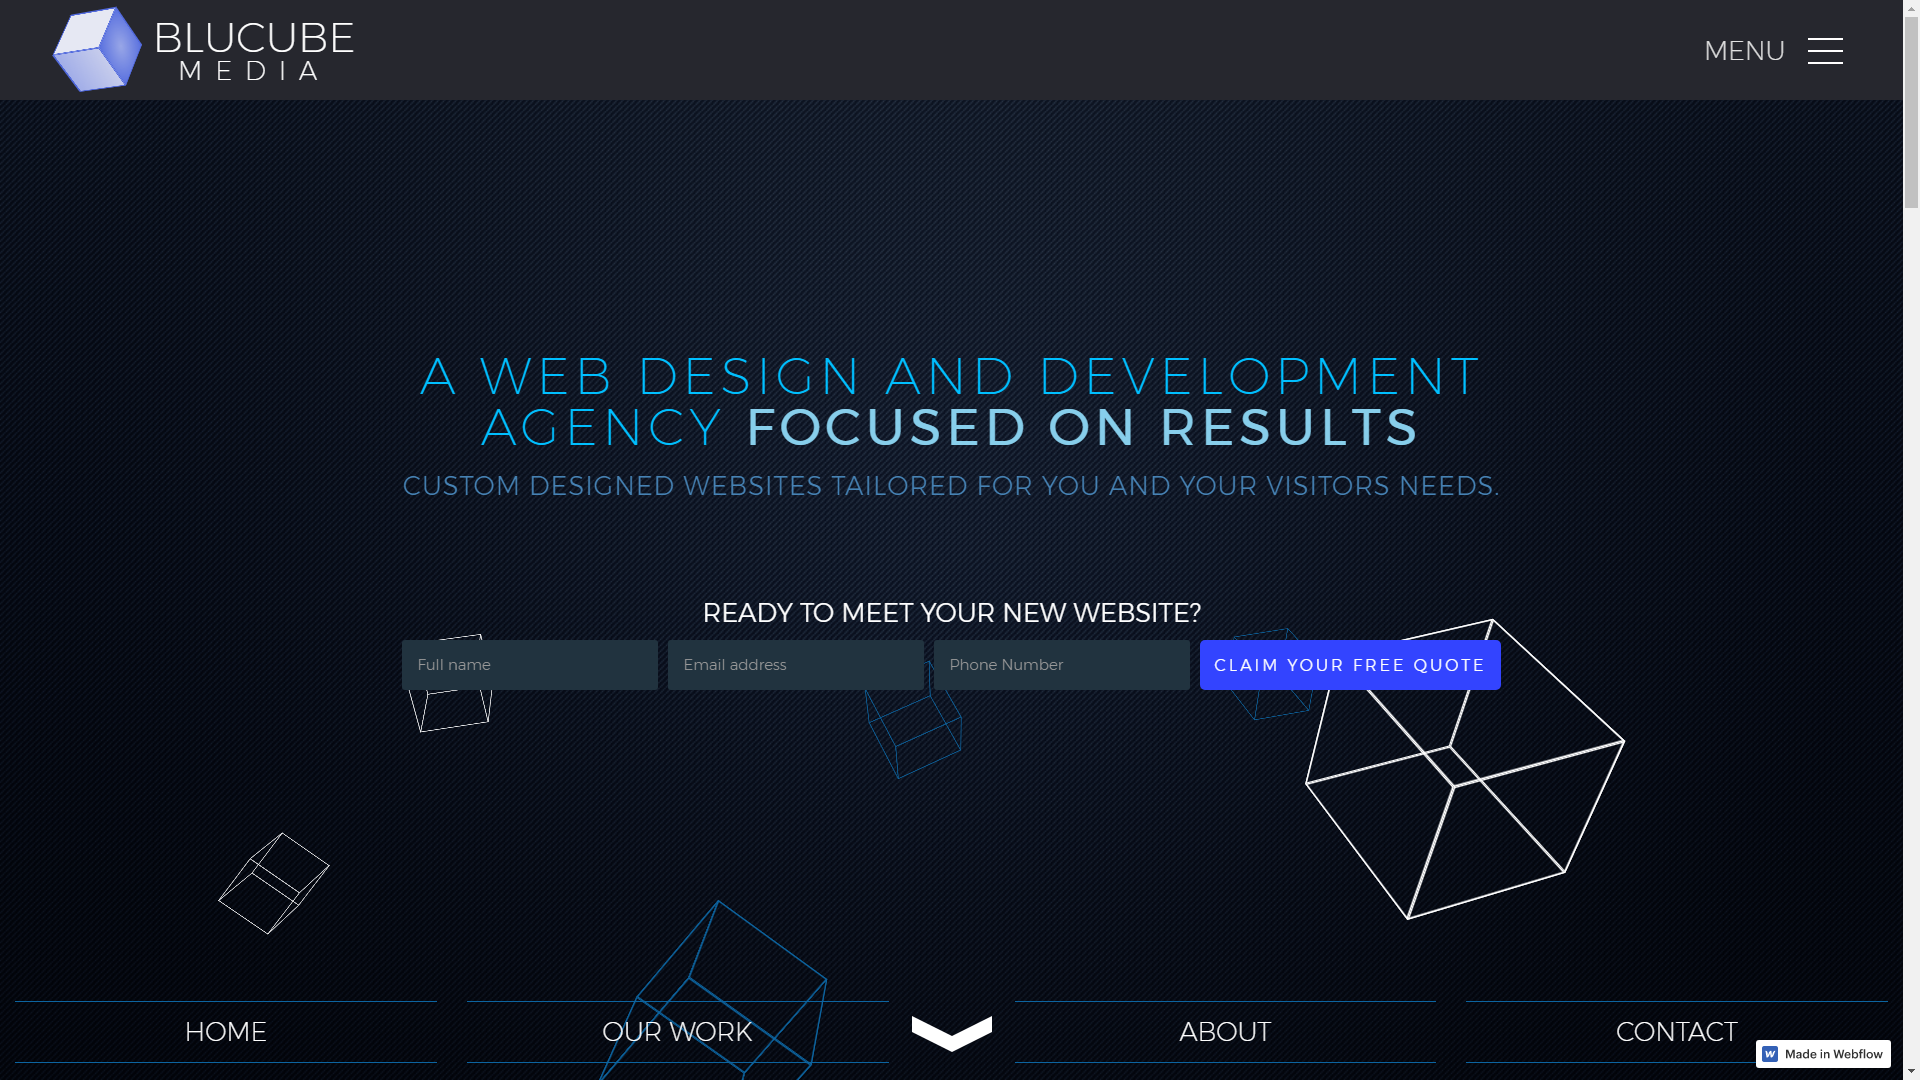 BLUCUBE
MEDIA
MENU
A WEB DESIGN AND DEVELOPMENT
AGENCY FOCUSED ON RESULTS
CUSTOM DESIGNED WEBSITES TAILORED FOR YOU AND YOUR VISITORS NEEDS.
READY TO MEET YOUR NEW WEBSITE?
Full name
Email address
Phone Number
CLAIM YOUR FREE QUOTE
HOME
OUR WORK
ABOUT
CONTACT
Made in Webflow